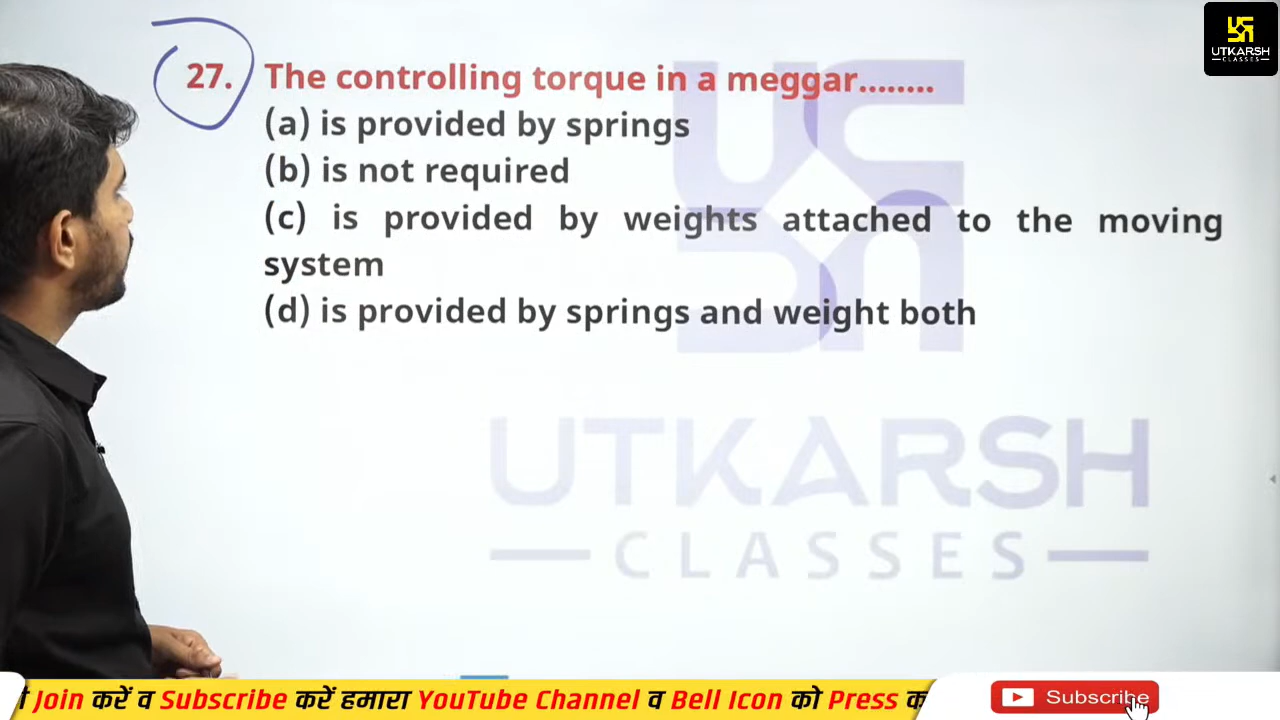 UTKARSH
CLASSES
27. The controlling torque in a meggar........
(a) is provided by springs
(b) is not required
(c) is provided by weights attached to the moving
system
(d) is provided by springs and weight both
UTKARSH
CLASSES
Join करें व Subscribe करें हमारा YouTube Channel व Bell Icon को Press
Subscribe